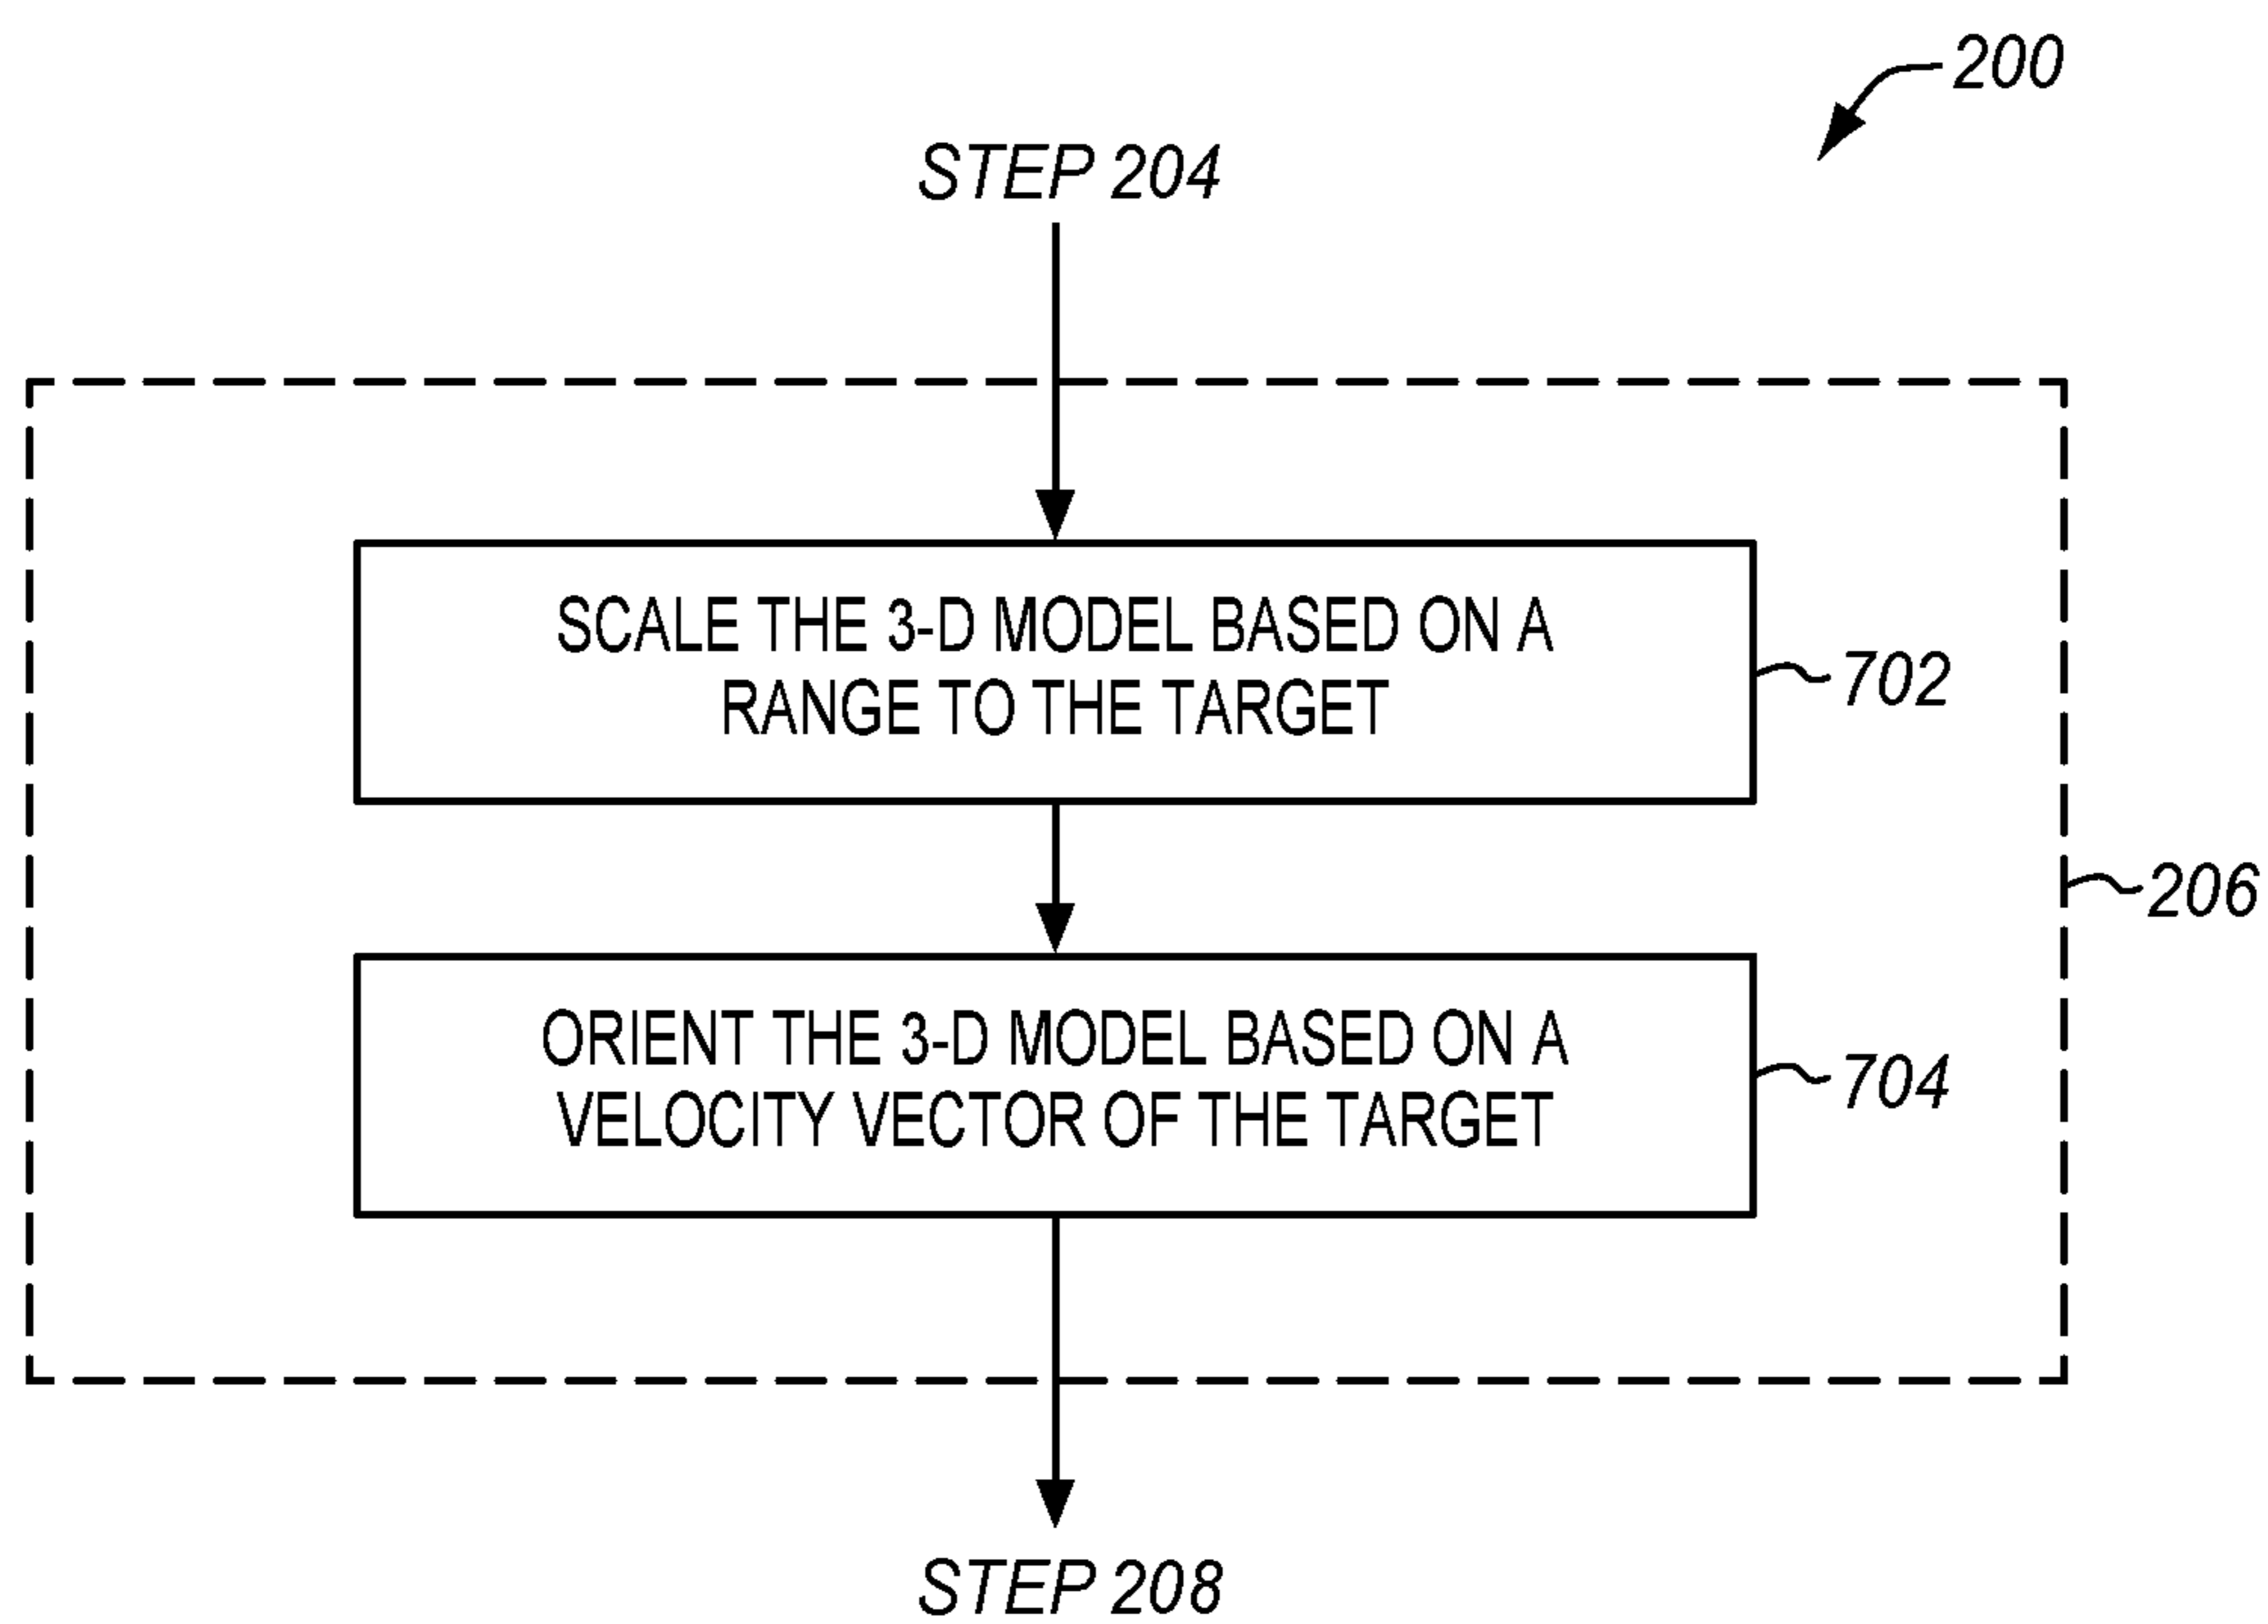 200
STEP 204
SCALE THE 3-D MODEL BASED ON A
RANGE TO THE TARGET
702
206
ORIENT THE 3-D MODEL BASED ON A
VELOCITY VECTOR OF THE TARGET
704
STEP 208